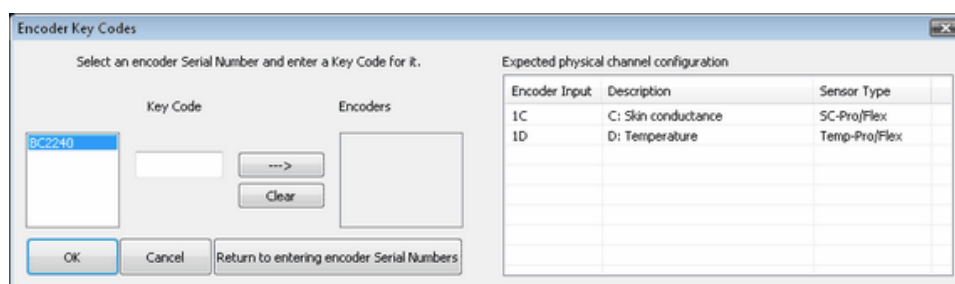 Encoder Key Codes
Select an encoder Serial Number and enter a Key Code for it.
Key Code
Encoders
BC2240
--->
Clear
OK
Cancel
Return to entering encoder Serial Numbers
Expected physical channel configuration
Encoder Input Description Sensor Type
1C C: Skin conductance SC-Pro/Flex
1D D: Temperature Temp-Pro/Flex